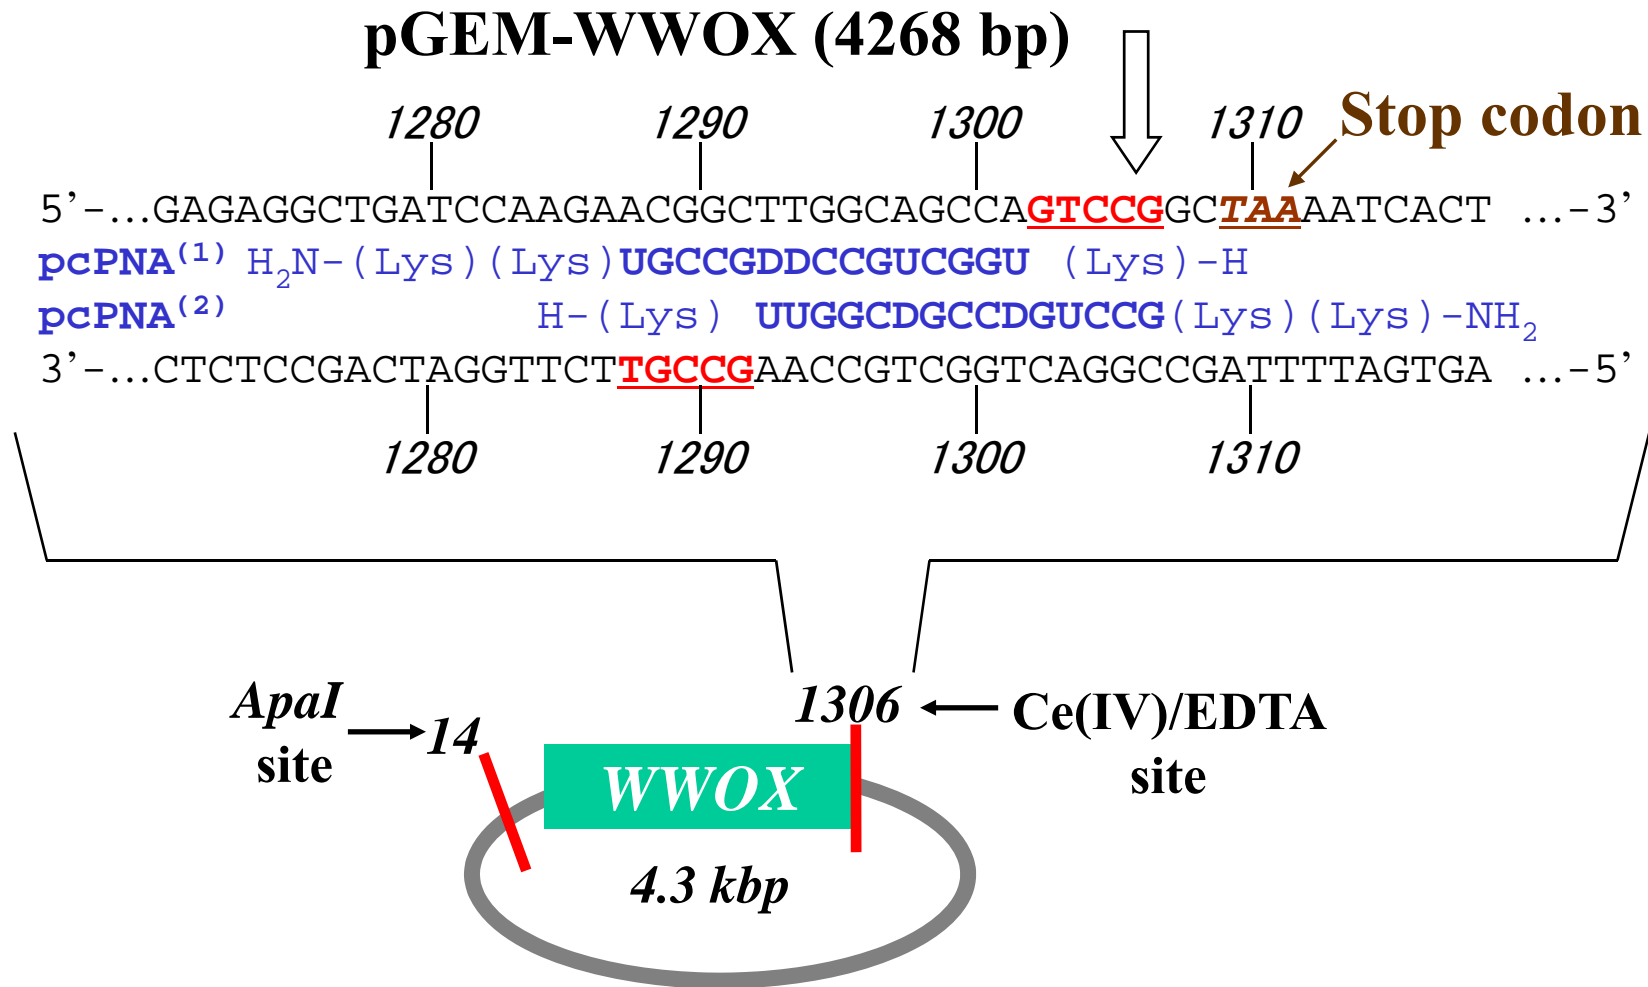 pGEM-WWOX (4268 bp)
1280 1290 1300 1310 Stop codon
5’-...GAGAGGCTGATCCAAGAACGGCTTGGCAGCCAGTCCGGCTAAAATCACT ...-3’
pcPNA(1) H2N-(Lys)(Lys)UGCCGDDCCGUCGGU (Lys)-H
pcPNA(2) H-(Lys) UUGGCDGCCDGUCCG(Lys)(Lys)-NH2
3’-...CTCTCCGACTAGGTTCTTGCCGAACCGTCGGTCAGGCCGATTTTAGTGA ...-5’
1280 1290 1300 1310
ApaI
site
14
1306
Ce(IV)/EDTA
site
WWOX
4.3 kbp